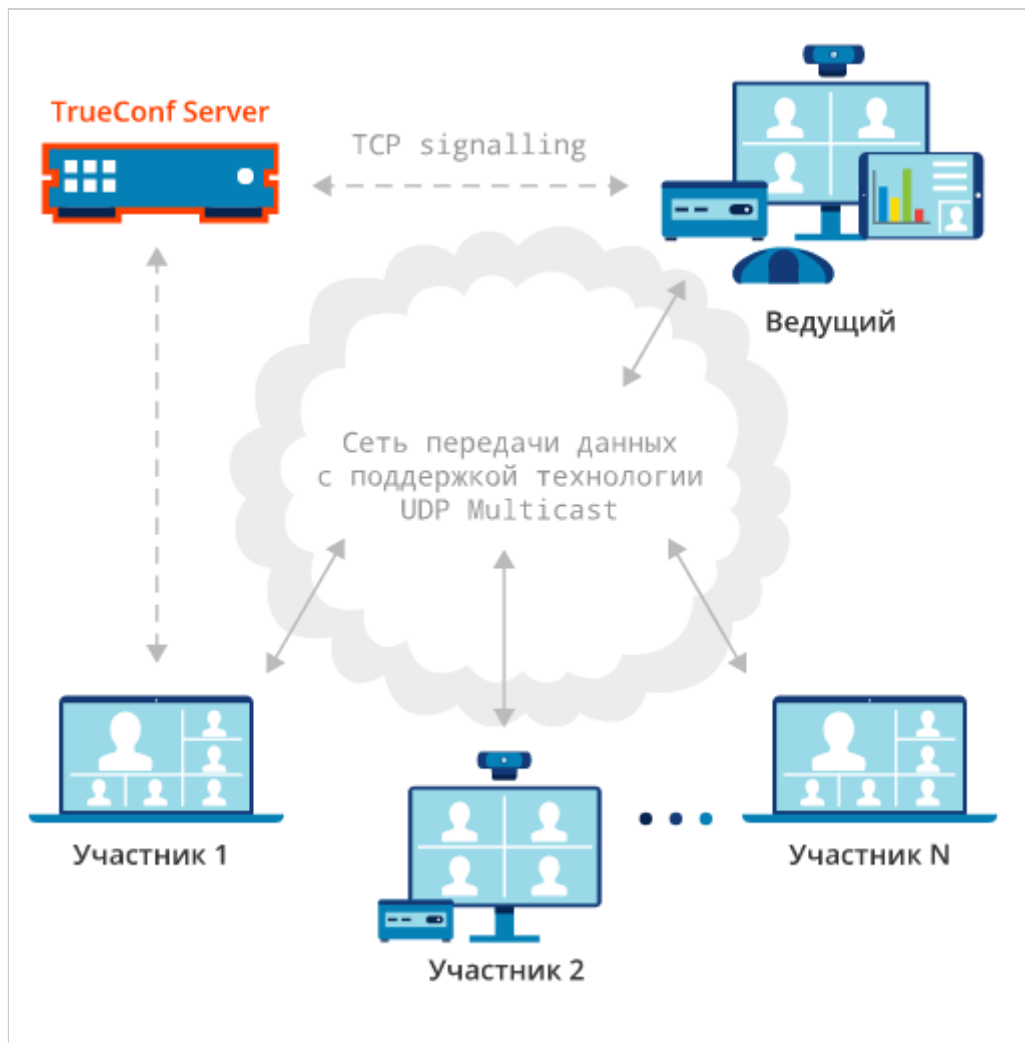 TrueConf Server
TCP signalling
Ведущий
Сеть передачи данных
с поддержкой технологии
UDP Multicast
Участник 1
Участник 2
Участник N